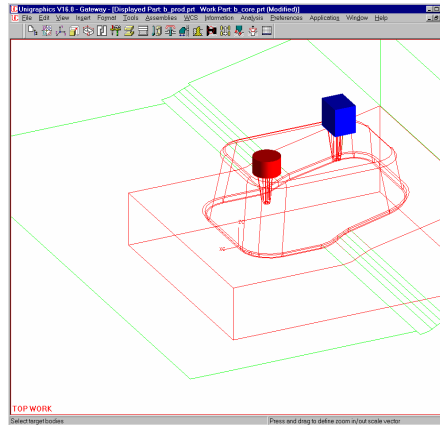 Unigraphics V16.0 - Gateway - [Displayed Part: b_prod.prt Work Part: b_core.prt (Modified)]
File Edit View Insert Format Tools Assemblies WCS Information Analysis Preferences Application Window Help
TOP WORK
Select target bodies Press and drag to define zoom in/out scale vector